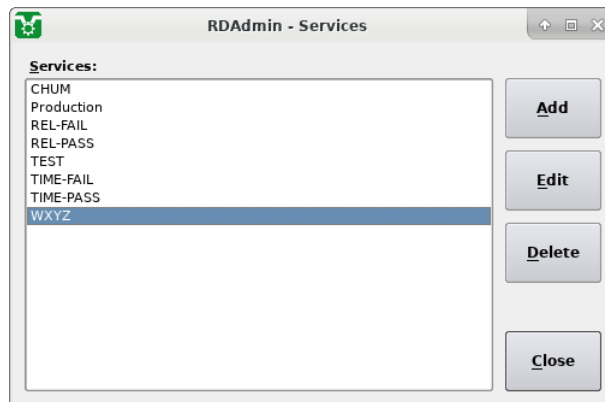 RDAdmin - Services
Services:
CHUM
Production
REL-FAIL
REL-PASS
TEST
TIME-FAIL
TIME-PASS
WXYZ
Add
Edit
Delete
Close